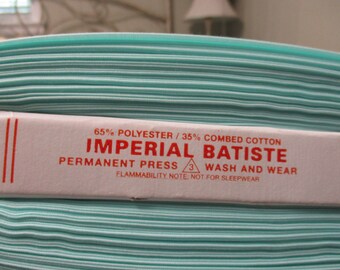 65% POLYESTER / 35% COMBED COTTON
IMPERIAL BATISTE
PERMANENT PRESS 3 WASH AND WEAR
FLAMMABILITY NOTE: NOT FOR SLEEPWEAR